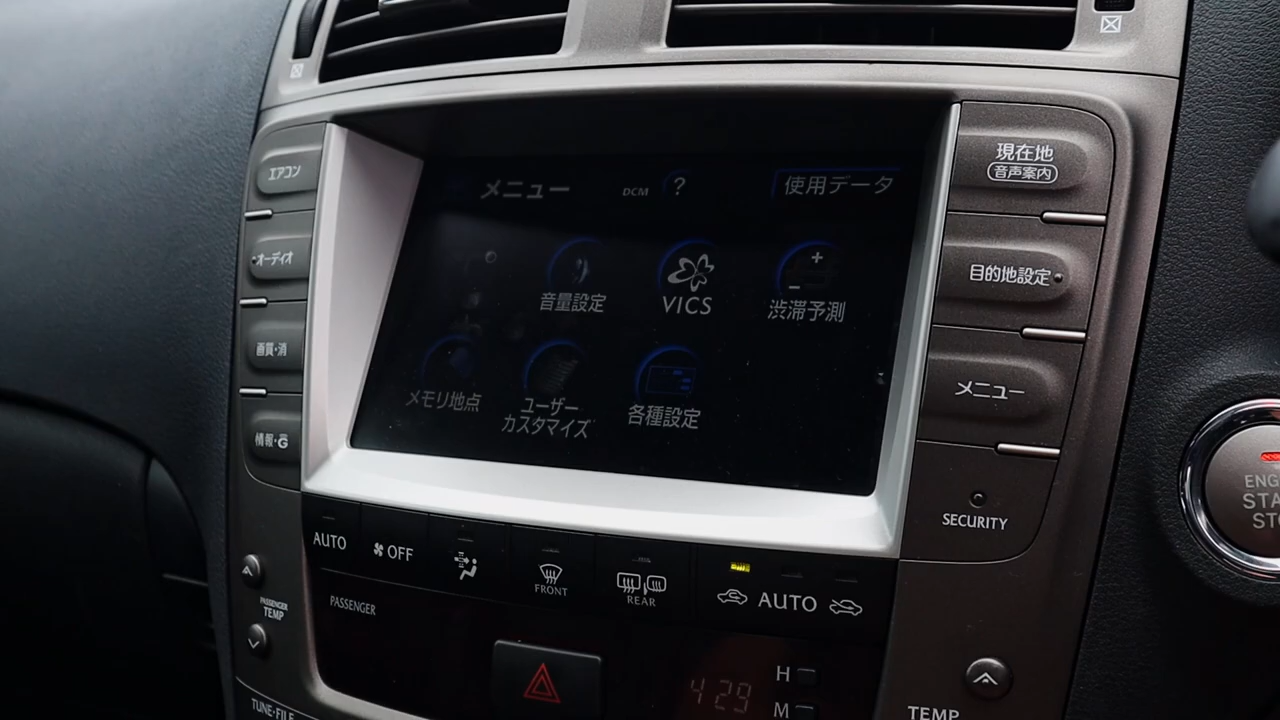 エアコン
オーディオ
画質・消
情報・G
メニュー
DCM
?
使用データ
音量設定
VICS
渋滞予測
メモリ地点
ユーザー
カスタマイズ
各種設定
現在地
音声案内
目的地設定
メニュー
SECURITY
AUTO
OFF
FRONT
REAR
AUTO
PASSENGER
PASSENGER
TEMP
4:29
H
M
TUNE・FILE
TEMP